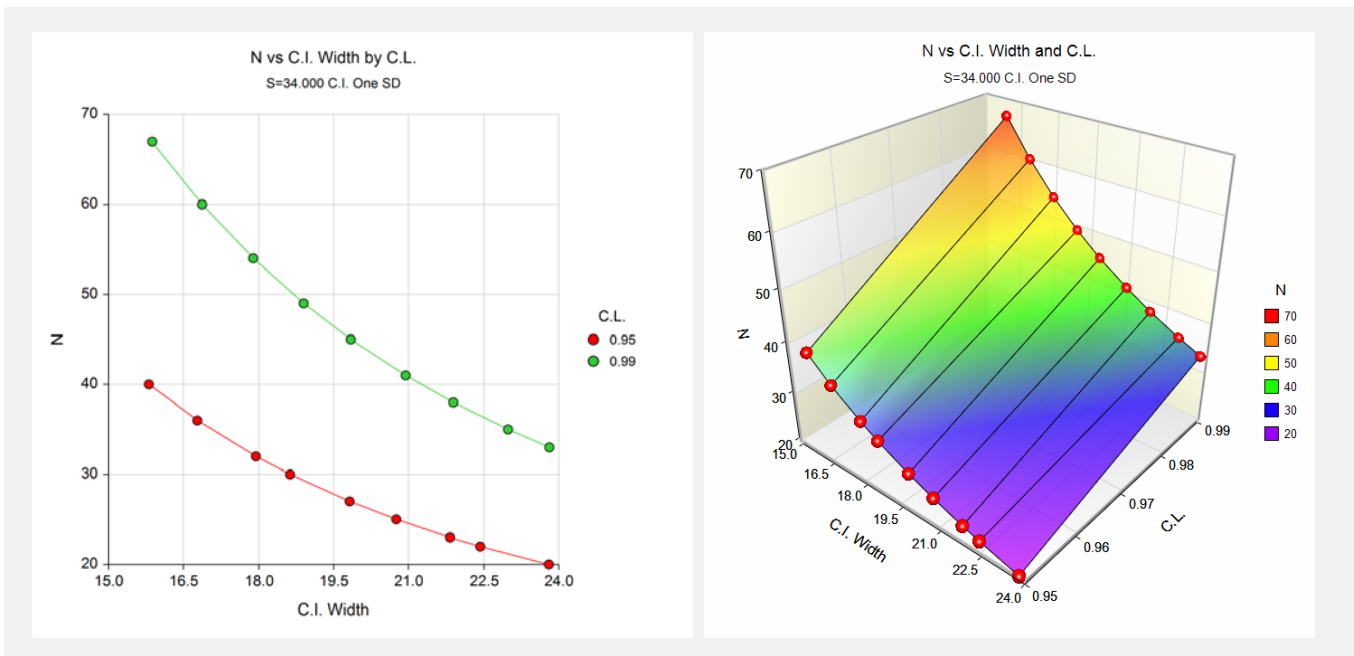 N vs C.I. Width by C.L.
S=34.000 C.I. One SD
70
60
50
40
30
20
N
15.0 16.5 18.0 19.5 21.0 22.5 24.0
C.I. Width
C.L.
0.95
0.99
N vs C.I. Width and C.L.
S=34.000 C.I. One SD
70
60
50
40
30
20
N
15.0
16.5
18.0
19.5
21.0
22.5
24.0
C.I. Width
0.95
0.96
0.97
0.98
0.99
C.L.
N
70
60
50
40
30
20